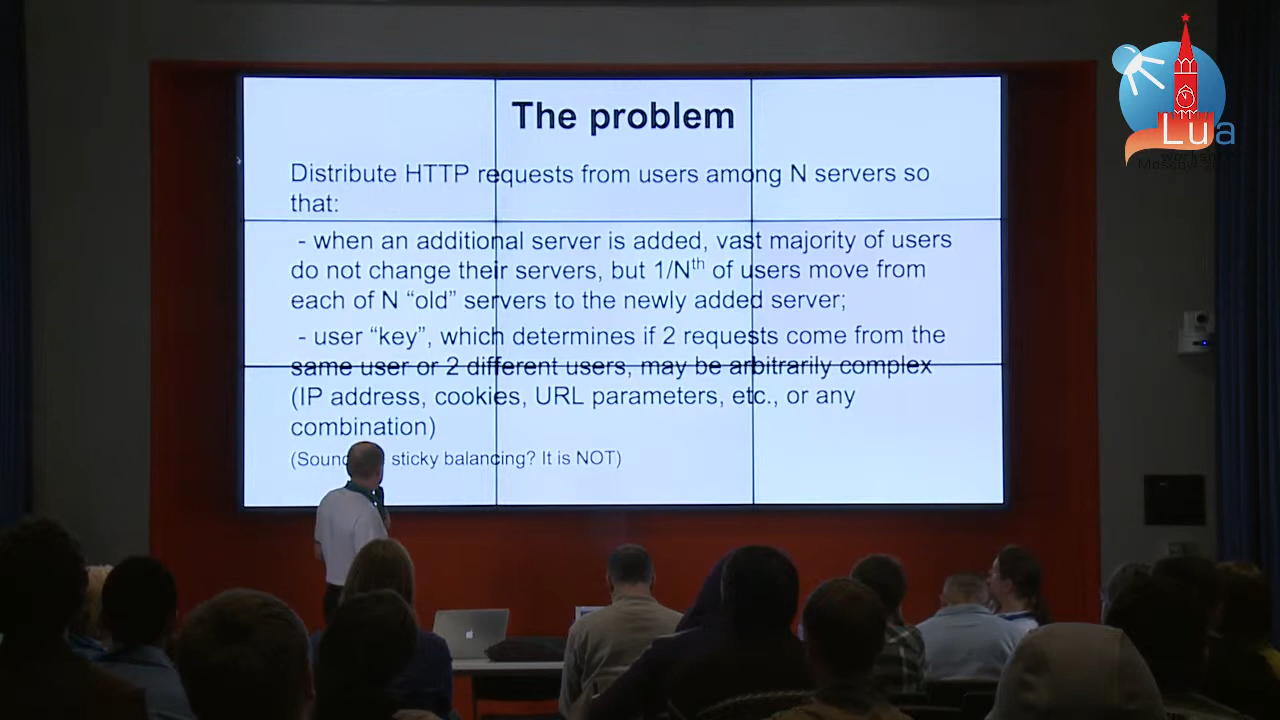 The problem
Distribute HTTP requests from users among N servers so
that:
- when an additional server is added, vast majority of users
do not change their servers, but 1/Nth of users move from
each of N “old” servers to the newly added server;
- user “key”, which determines if 2 requests come from the
same user or 2 different users, may be arbitrarily complex
(IP address, cookies, URL parameters, etc., or any
combination)
(Sound sticky balancing? It is NOT)
Lua
workshop
Moscow